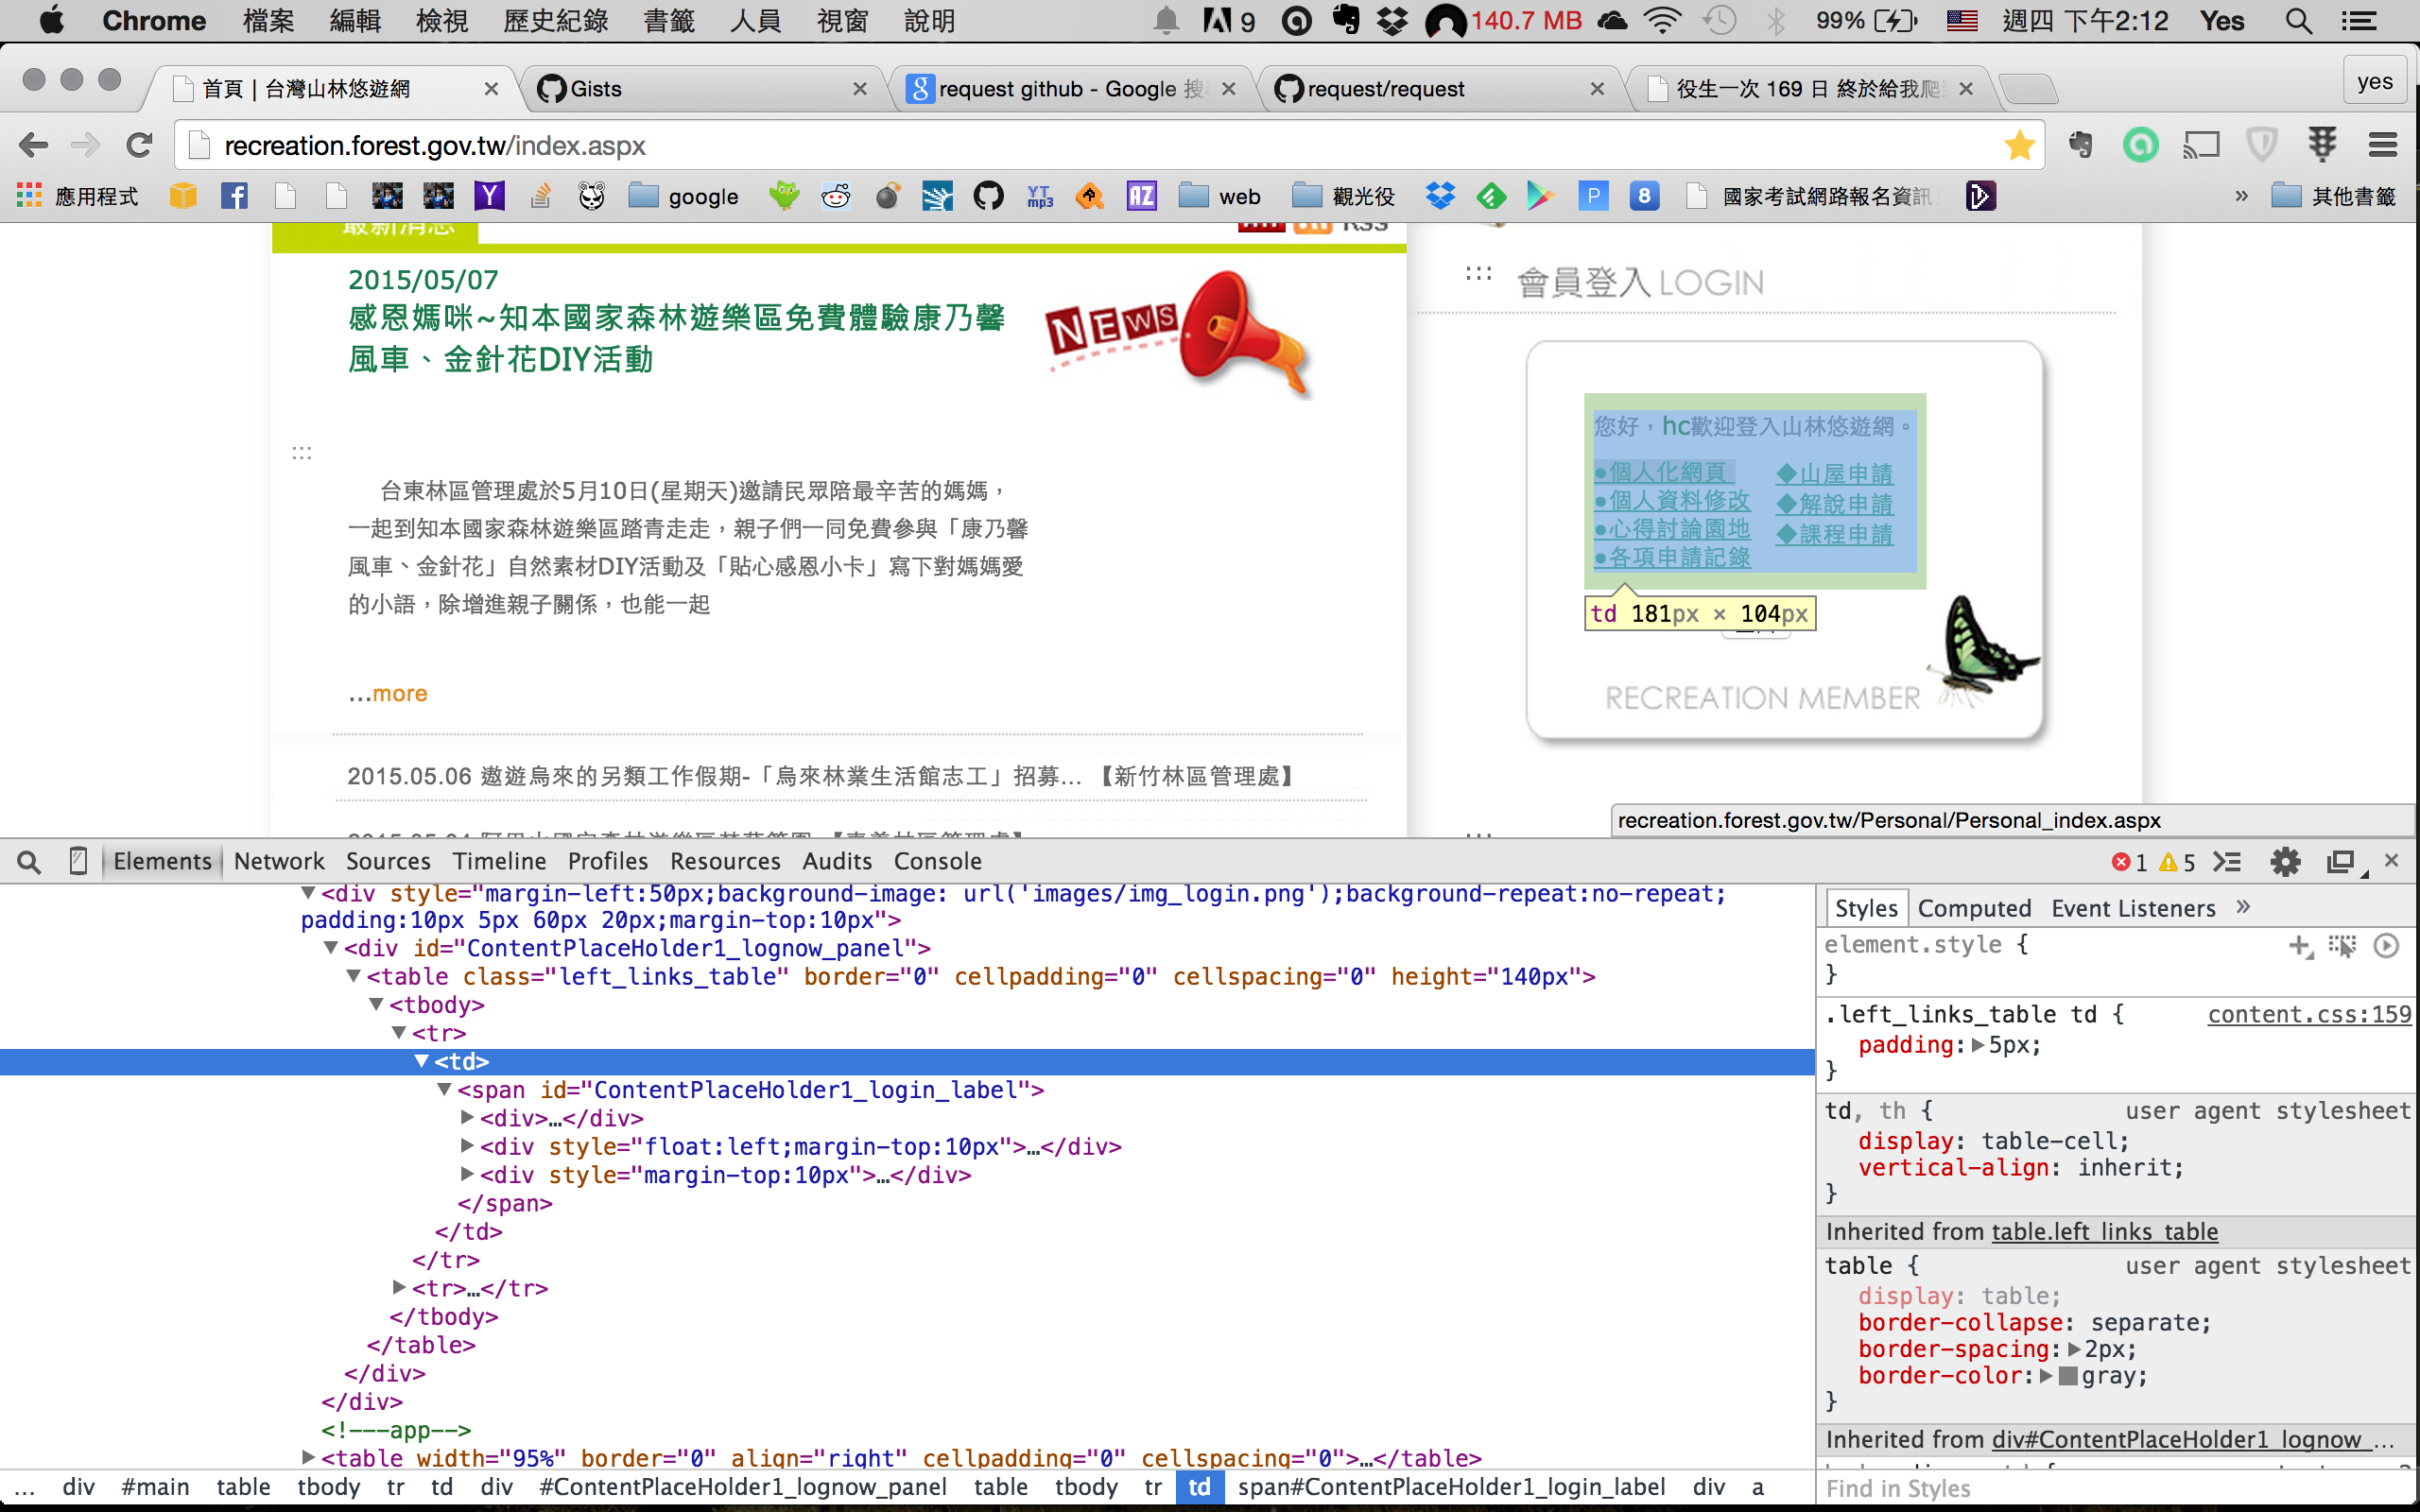 Chrome 檔案 編輯 檢視 歷史紀錄 書籤 人員 視窗 說明 9 140.7 MB 99% 週四 下午2:12 Yes
首頁 | 台灣山林悠遊網 Gists request github - Google 搜 request/request 役生一次 169 日 終於給我爬 yes
recreation.forest.gov.tw/index.aspx
應用程式 google YT mp3 AZ web 觀光役 P 8 國家考試網路報名資訊 » 其他書籤
最新消息 RSS
2015/05/07
感恩媽咪~知本國家森林遊樂區免費體驗康乃馨
風車、金針花DIY活動
NEWS
台東林區管理處於5月10日(星期天)邀請民眾陪最辛苦的媽媽，
一起到知本國家森林遊樂區踏青走走，親子們一同免費參與「康乃馨
風車、金針花」自然素材DIY活動及「貼心感恩小卡」寫下對媽媽愛
的小語，除增進親子關係，也能一起
...more
2015.05.06 遨遊烏來的另類工作假期-「烏來林業生活館志工」招募... 【新竹林區管理處】
::: 會員登入 LOGIN
您好，hc歡迎登入山林悠遊網。
●個人化網頁 ◆山屋申請
●個人資料修改 ◆解說申請
●心得討論園地 ◆課程申請
●各項申請記錄
td 181px × 104px
RECREATION MEMBER
recreation.forest.gov.tw/Personal/Personal_index.aspx
Elements Network Sources Timeline Profiles Resources Audits Console 1 5
<div style="margin-left:50px;background-image: url('images/img_login.png');background-repeat:no-repeat;
padding:10px 5px 60px 20px;margin-top:10px">
<div id="ContentPlaceHolder1_lognow_panel">
<table class="left_links_table" border="0" cellpadding="0" cellspacing="0" height="140px">
<tbody>
<tr>
<td>
<span id="ContentPlaceHolder1_login_label">
<div>…</div>
<div style="float:left;margin-top:10px">…</div>
<div style="margin-top:10px">…</div>
</span>
</td>
</tr>
<tr>…</tr>
</tbody>
</table>
</div>
</div>
<!---app-->
<table width="95%" border="0" align="right" cellpadding="0" cellspacing="0">…</table>
... div #main table tbody tr td div #ContentPlaceHolder1_lognow_panel table tbody tr td span#ContentPlaceHolder1_login_label div a
Styles Computed Event Listeners »
element.style {
}
.left_links_table td { content.css:159
padding: 5px;
}
td, th { user agent stylesheet
display: table-cell;
vertical-align: inherit;
}
Inherited from table.left_links_table
table { user agent stylesheet
display: table;
border-collapse: separate;
border-spacing: 2px;
border-color: gray;
}
Inherited from div#ContentPlaceHolder1_lognow_…
Find in Styles